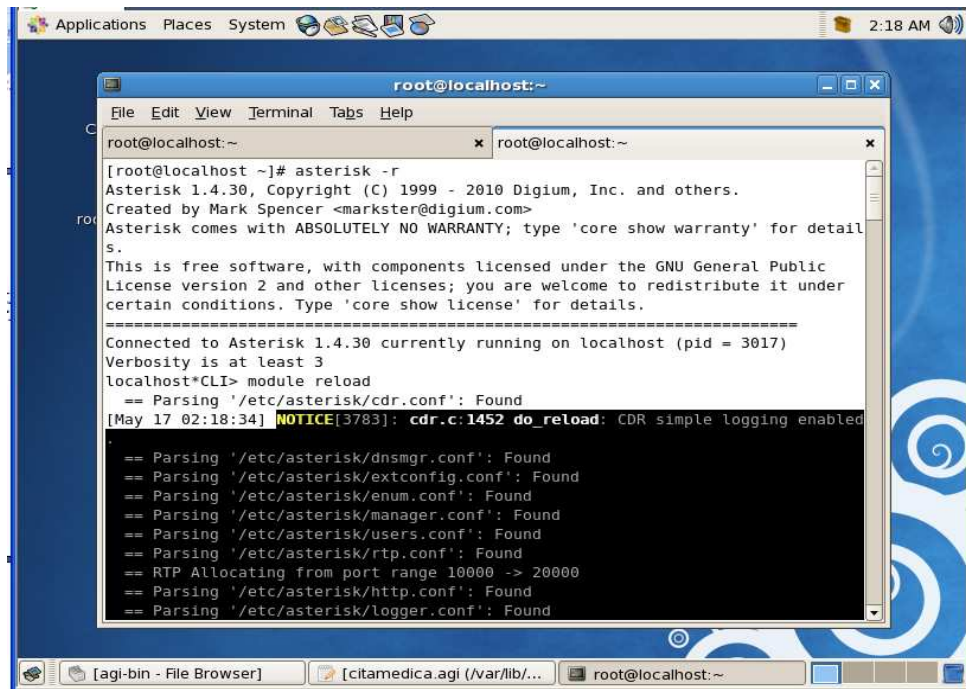 Applications Places System 2:18 AM
root@localhost:~
File Edit View Terminal Tabs Help
root@localhost:~ root@localhost:~
[root@localhost ~]# asterisk -r
Asterisk 1.4.30, Copyright (C) 1999 - 2010 Digium, Inc. and others.
Created by Mark Spencer <markster@digium.com>
Asterisk comes with ABSOLUTELY NO WARRANTY; type 'core show warranty' for detail
s.
This is free software, with components licensed under the GNU General Public
License version 2 and other licenses; you are welcome to redistribute it under
certain conditions. Type 'core show license' for details.
=========================================================================
Connected to Asterisk 1.4.30 currently running on localhost (pid = 3017)
Verbosity is at least 3
localhost*CLI> module reload
== Parsing '/etc/asterisk/cdr.conf': Found
[May 17 02:18:34] NOTICE[3783]: cdr.c:1452 do_reload: CDR simple logging enabled
.
== Parsing '/etc/asterisk/dnsmgr.conf': Found
== Parsing '/etc/asterisk/extconfig.conf': Found
== Parsing '/etc/asterisk/enum.conf': Found
== Parsing '/etc/asterisk/manager.conf': Found
== Parsing '/etc/asterisk/users.conf': Found
== Parsing '/etc/asterisk/rtp.conf': Found
== RTP Allocating from port range 10000 -> 20000
== Parsing '/etc/asterisk/http.conf': Found
== Parsing '/etc/asterisk/logger.conf': Found
[agi-bin - File Browser] [citamedica.agi (/var/lib/... root@localhost:~